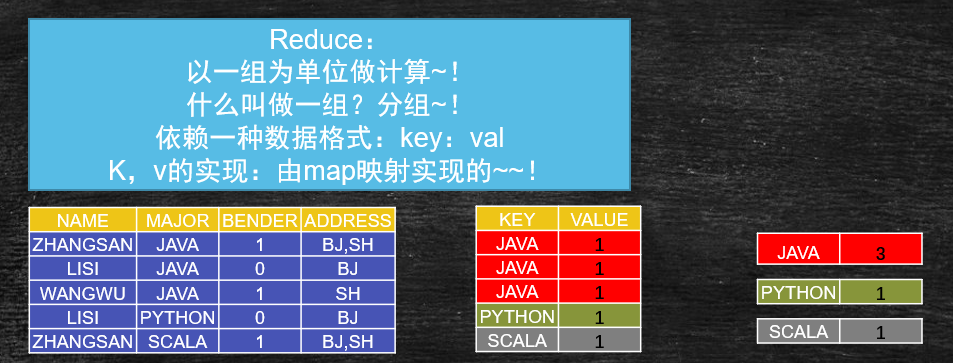 Reduce：
以一组为单位做计算~！
什么叫做一组？分组~！
依赖一种数据格式：key：val
K，v的实现：由map映射实现的~~！
NAME MAJOR BENDER ADDRESS
ZHANGSAN JAVA 1 BJ,SH
LISI JAVA 0 BJ
WANGWU JAVA 1 SH
LISI PYTHON 0 BJ
ZHANGSAN SCALA 1 BJ,SH
KEY VALUE
JAVA 1
JAVA 1
JAVA 1
PYTHON 1
SCALA 1
JAVA 3
PYTHON 1
SCALA 1